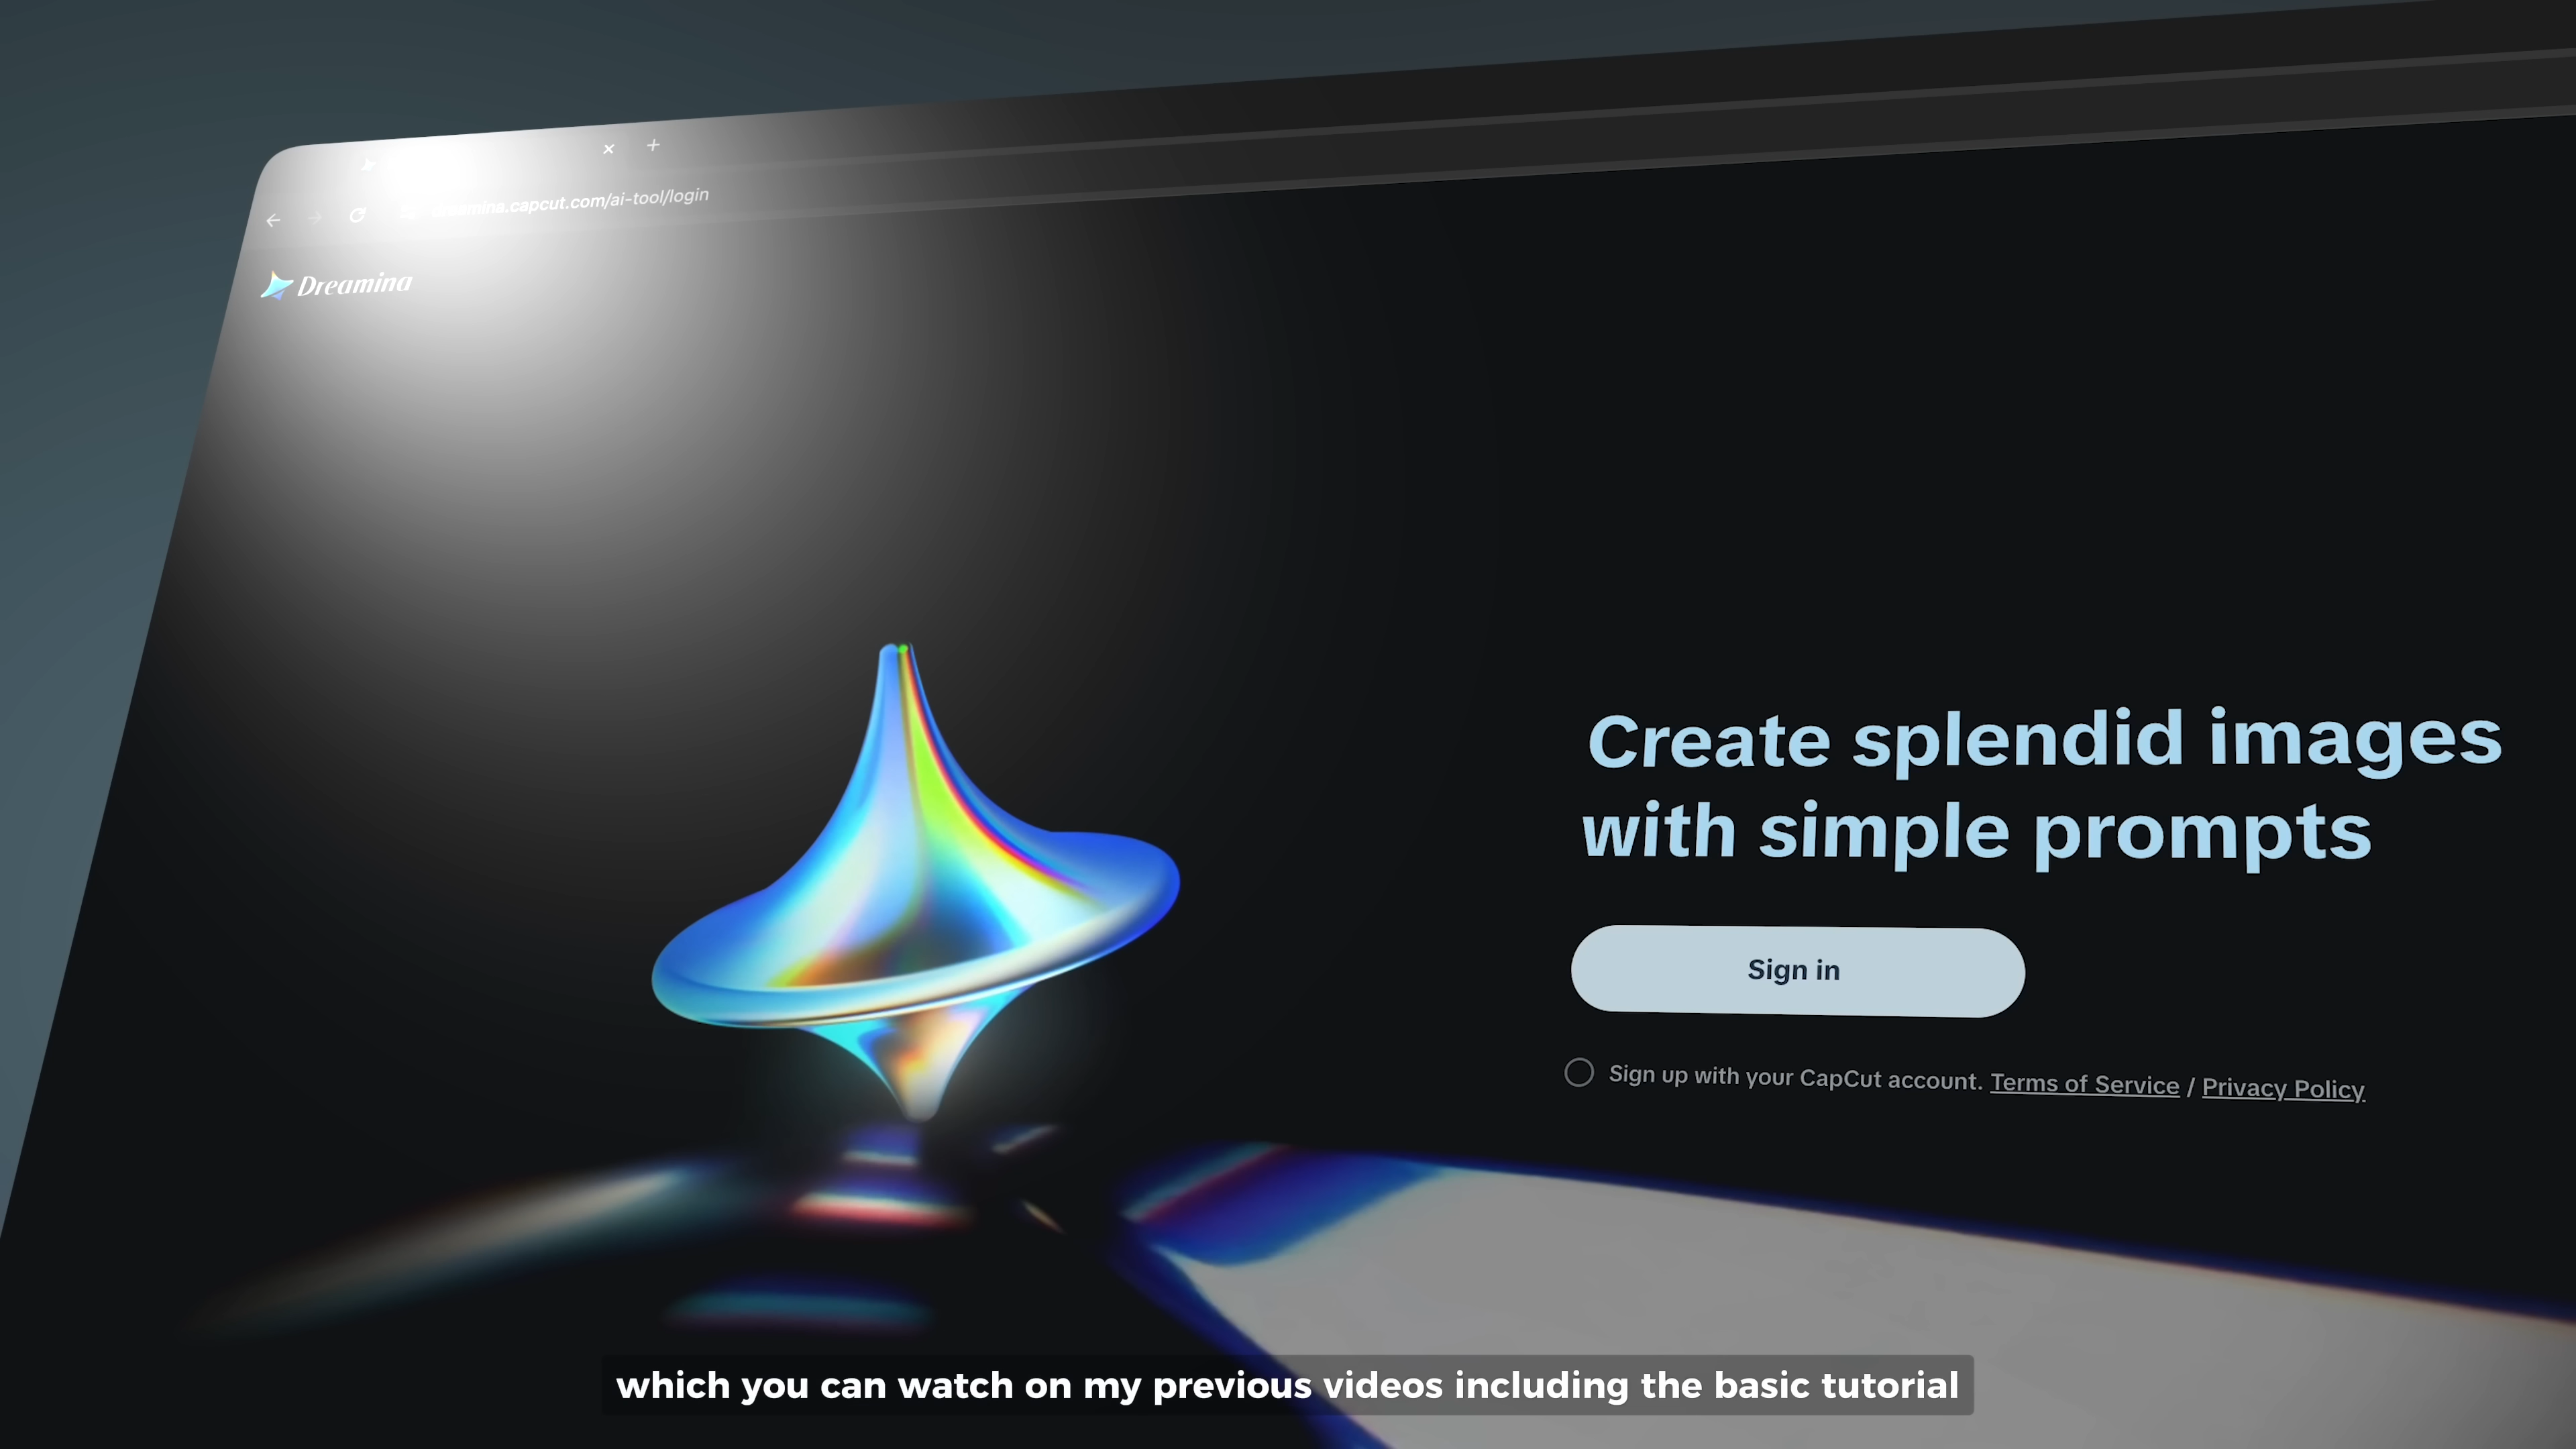 capcut.com/ai-tool/login
Dreamina
Create splendid images
with simple prompts
Sign in
Sign up with your CapCut account. Terms of Service / Privacy Policy
which you can watch on my previous videos including the basic tutorial